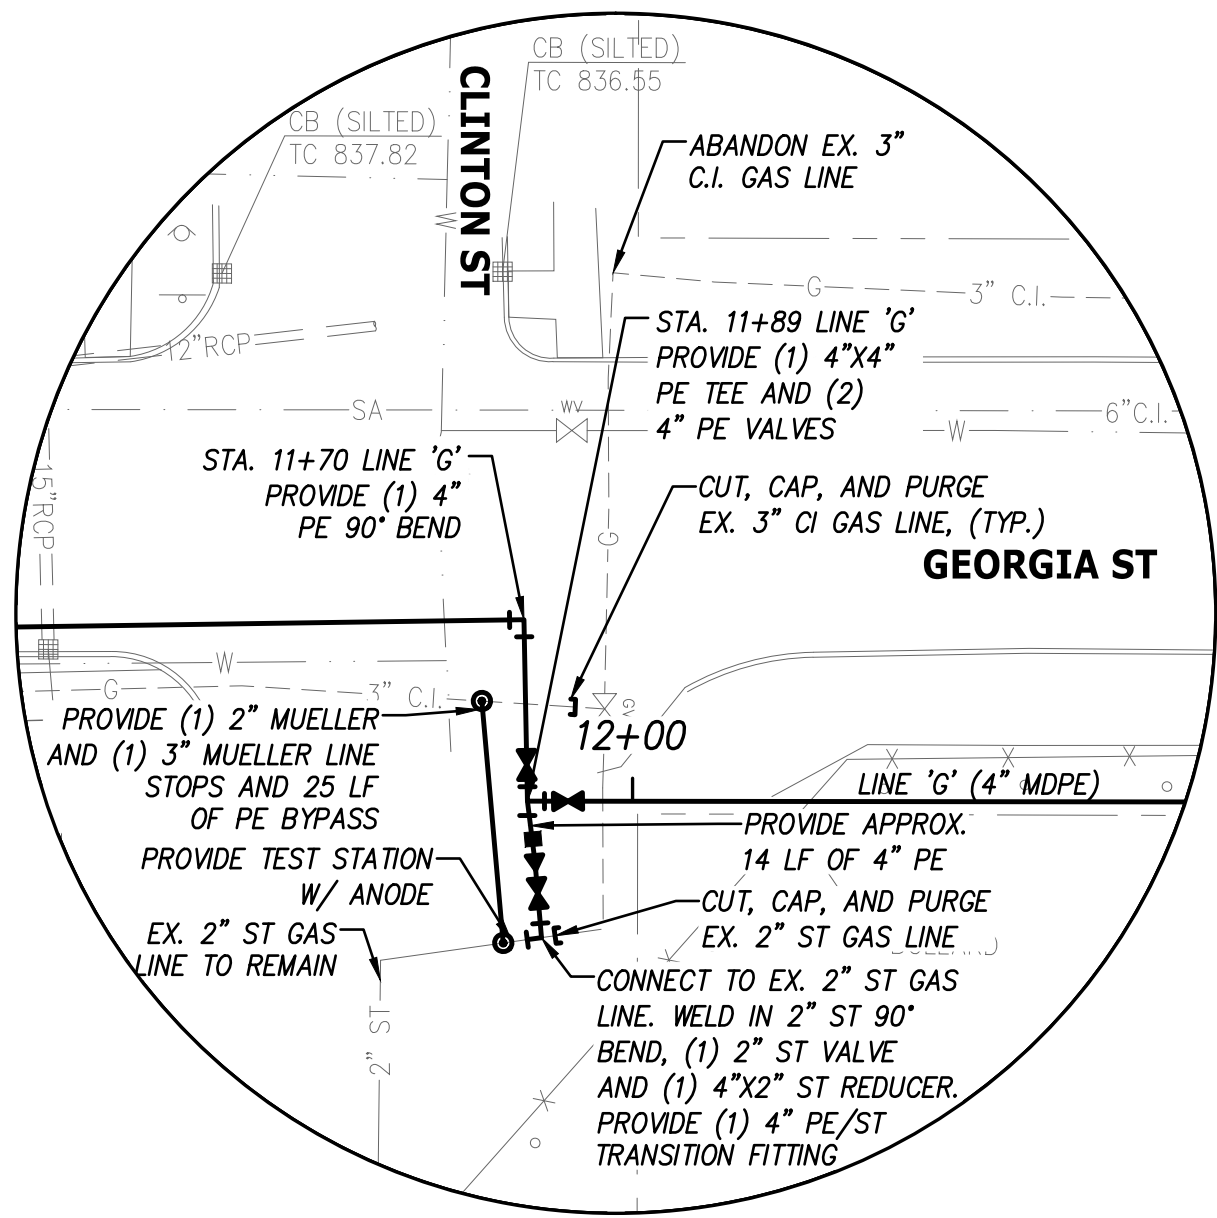 CB (SILTED)
TC 836.55
CLINTON ST
CB (SILTED)
TC 837.82
ABANDON EX. 3"
C.I. GAS LINE
W
G
3" C.I.
STA. 11+89 LINE 'G'
PROVIDE (1) 4"X4"
PE TEE AND (2)
4" PE VALVES
12"RCP
SA
WV
6"C.I.
W
STA. 11+70 LINE 'G'
PROVIDE (1) 4"
PE 90° BEND
15"RCP
CUT, CAP, AND PURGE
EX. 3" CI GAS LINE, (TYP.)
G
GEORGIA ST
W
G
3" C.I.
GV
12+00
PROVIDE (1) 2" MUELLER
AND (1) 3" MUELLER LINE
STOPS AND 25 LF
OF PE BYPASS
LINE 'G' (4" MDPE)
PROVIDE APPROX.
14 LF OF 4" PE
PROVIDE TEST STATION
W/ ANODE
CUT, CAP, AND PURGE
EX. 2" ST GAS LINE
EX. 2" ST GAS
LINE TO REMAIN
BOLLARD
2" ST
CONNECT TO EX. 2" ST GAS
LINE. WELD IN 2" ST 90°
BEND, (1) 2" ST VALVE
AND (1) 4"X2" ST REDUCER.
PROVIDE (1) 4" PE/ST
TRANSITION FITTING